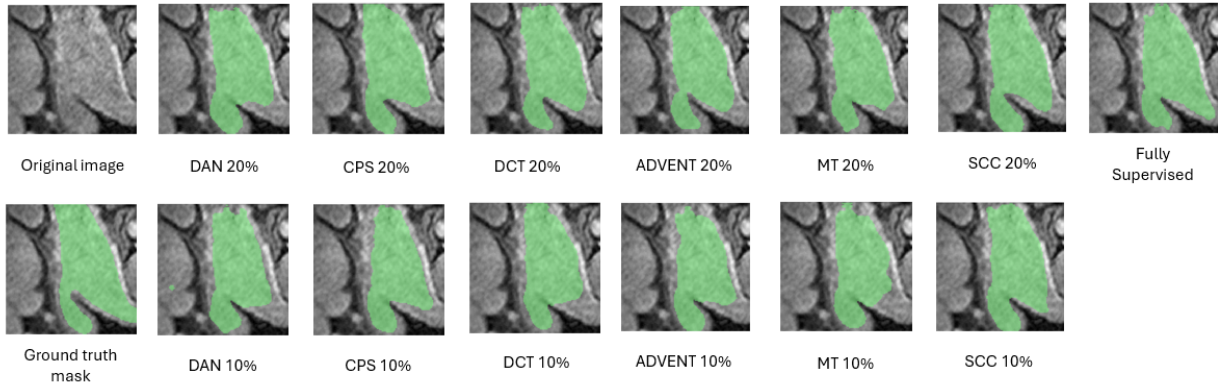 Original image
DAN 20%
CPS 20%
DCT 20%
ADVENT 20%
MT 20%
SCC 20%
Fully
Supervised
Ground truth
mask
DAN 10%
CPS 10%
DCT 10%
ADVENT 10%
MT 10%
SCC 10%